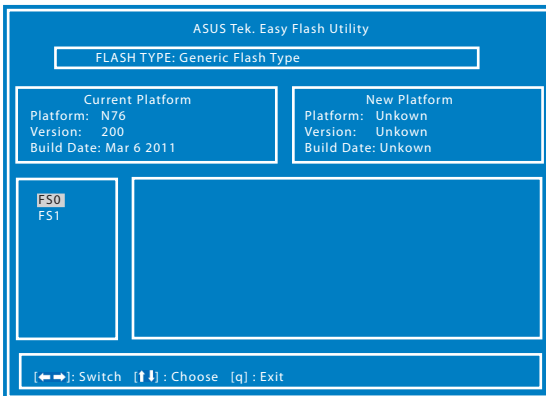 ASUS Tek. Easy Flash Utility
FLASH TYPE: Generic Flash Type
Current Platform
Platform: N76
Version: 200
Build Date: Mar 6 2011
New Platform
Platform: Unkown
Version: Unkown
Build Date: Unkown
FS0
FS1
[⬅➡]: Switch [⬆⬇] : Choose [q] : Exit